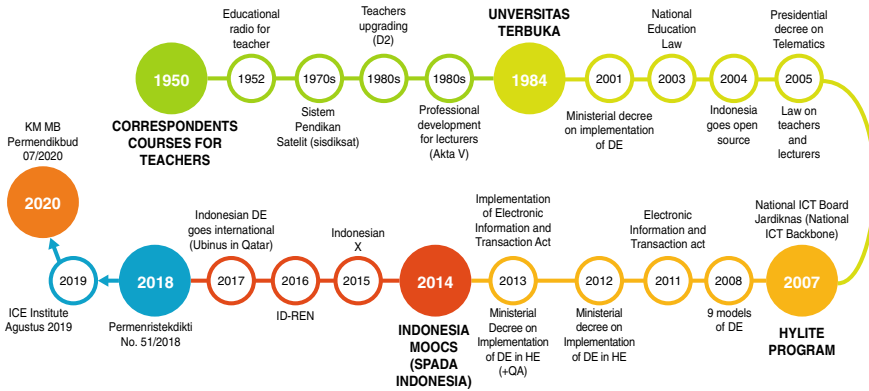 Educational
radio for
teacher
Teachers
upgrading
(D2)
UNVERSITAS
TERBUKA
National
Education
Law
Presidential
decree on
Telematics
1950
1952
1970s
1980s
1980s
1984
2001
2003
2004
2005
CORRESPONDENTS
COURSES FOR
TEACHERS
Sistem
Pendikan
Satelit (sisdiksat)
Professional
development
for lecturers
(Akta V)
Ministerial decree
on implementation
of DE
Indonesia
goes open
source
Law on
teachers
and
lecturers
National ICT Board
Jardiknas (National
ICT Backbone)
2007
HYLITE
PROGRAM
2008
9 models
of DE
Electronic
Information and
Transaction act
2011
2012
Ministerial
decree on
Implementation
of DE in HE
Implementation
of Electronic
Information and
Transaction Act
2013
Ministerial
Decree on
Implementation
of DE in HE
(+QA)
2014
INDONESIA
MOOCS
(SPADA
INDONESIA)
Indonesian
X
2015
2016
ID-REN
Indonesian DE
goes international
(Ubinus in Qatar)
2017
2018
Permenristekdikti
No. 51/2018
2019
ICE Institute
Agustus 2019
KM MB
Permendikbud
07/2020
2020